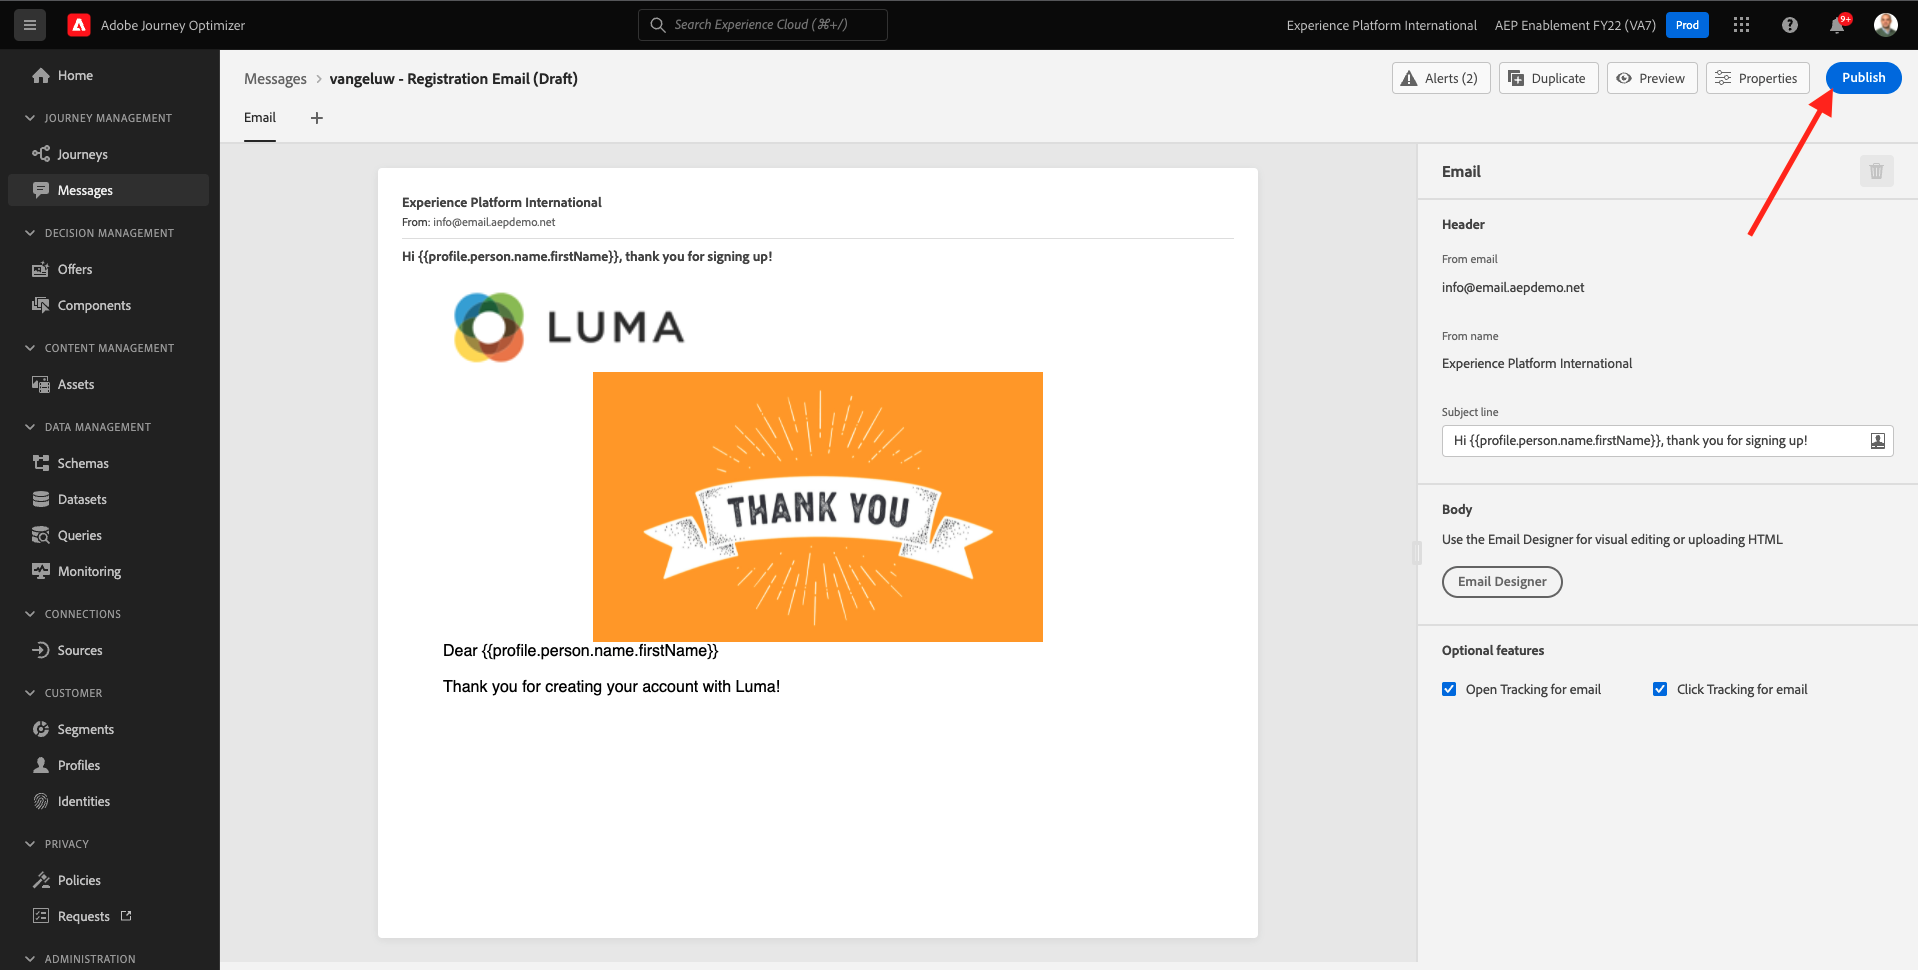 Adobe Journey Optimizer
Search Experience Cloud (⌘+/)
Experience Platform International
AEP Enablement FY22 (VA7)
Prod
9+
Home
JOURNEY MANAGEMENT
Journeys
Messages
DECISION MANAGEMENT
Offers
Components
CONTENT MANAGEMENT
Assets
DATA MANAGEMENT
Schemas
Datasets
Queries
Monitoring
CONNECTIONS
Sources
CUSTOMER
Segments
Profiles
Identities
PRIVACY
Policies
Requests
ADMINISTRATION
Messages > vangeluw - Registration Email (Draft)
Alerts (2)
Duplicate
Preview
Properties
Publish
Email
Experience Platform International
From: info@email.aepdemo.net
Hi {{profile.person.name.firstName}}, thank you for signing up!
LUMA
THANK YOU
Dear {{profile.person.name.firstName}}
Thank you for creating your account with Luma!
Email
Header
From email
info@email.aepdemo.net
From name
Experience Platform International
Subject line
Hi {{profile.person.name.firstName}}, thank you for signing up!
Body
Use the Email Designer for visual editing or uploading HTML
Email Designer
Optional features
Open Tracking for email
Click Tracking for email